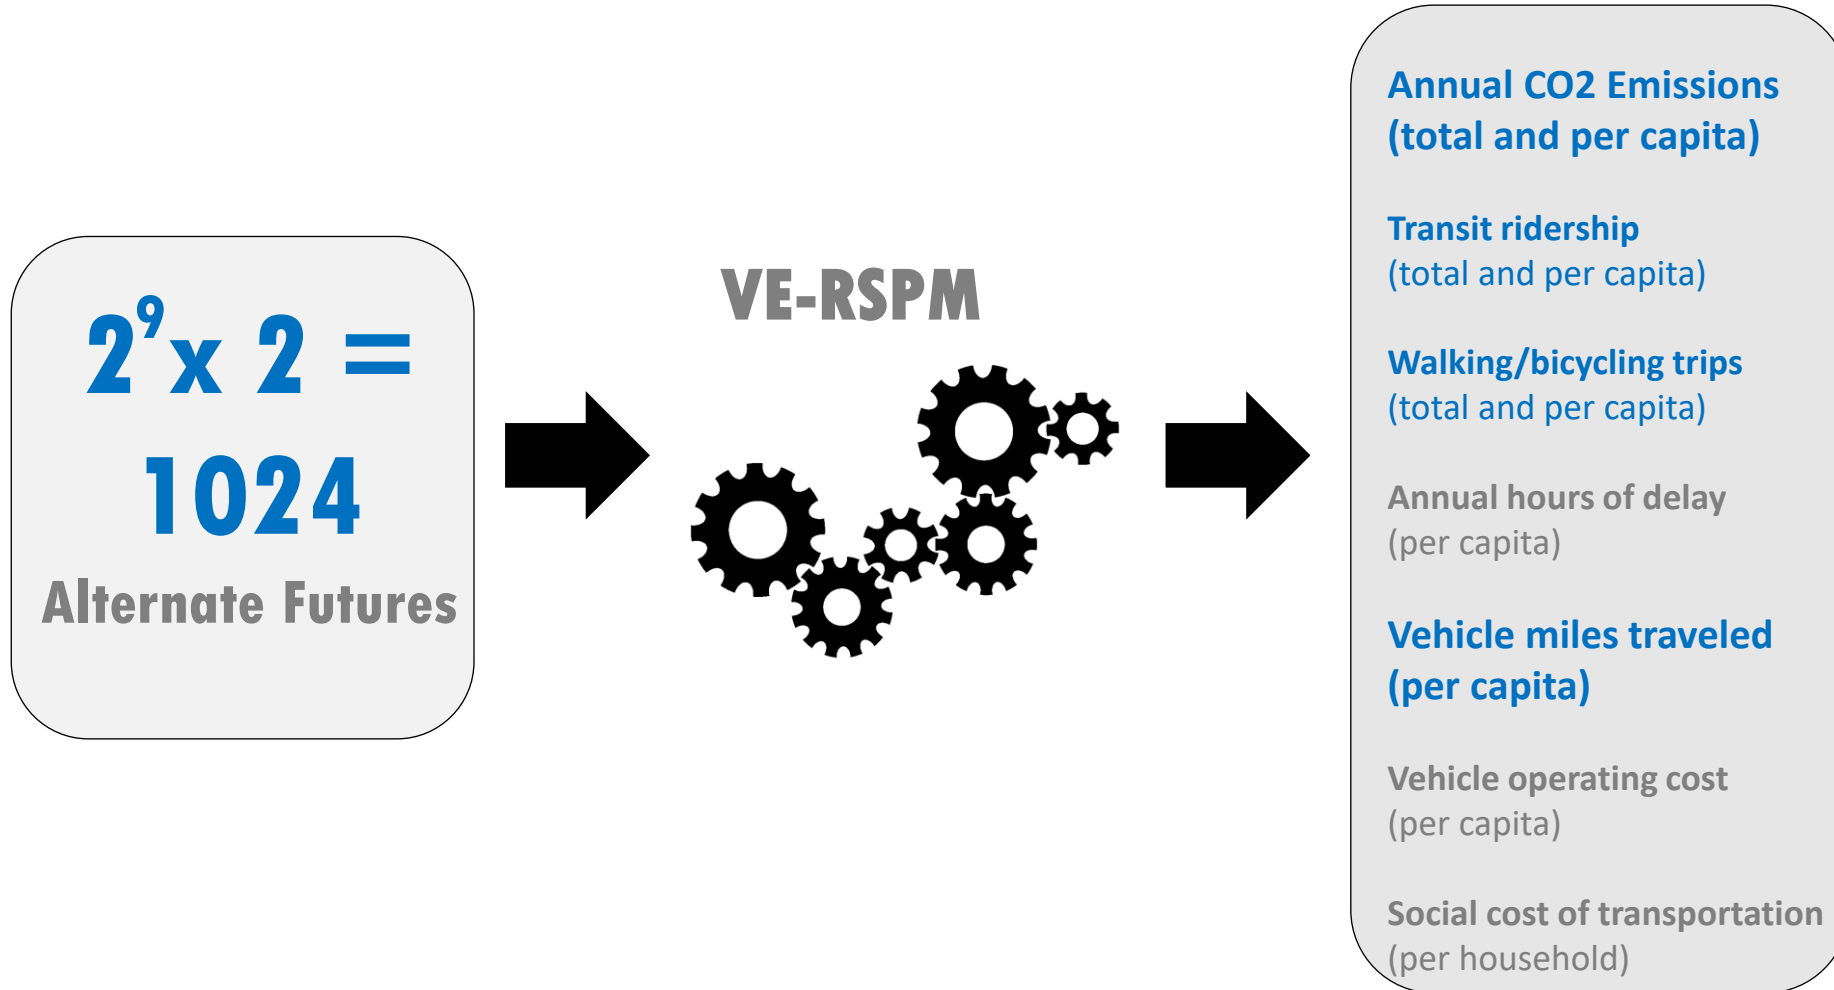 2⁹x 2 =
1024
Alternate Futures
VE-RSPM
Annual CO2 Emissions
(total and per capita)
Transit ridership
(total and per capita)
Walking/bicycling trips
(total and per capita)
Annual hours of delay
(per capita)
Vehicle miles traveled
(per capita)
Vehicle operating cost
(per capita)
Social cost of transportation
(per household)